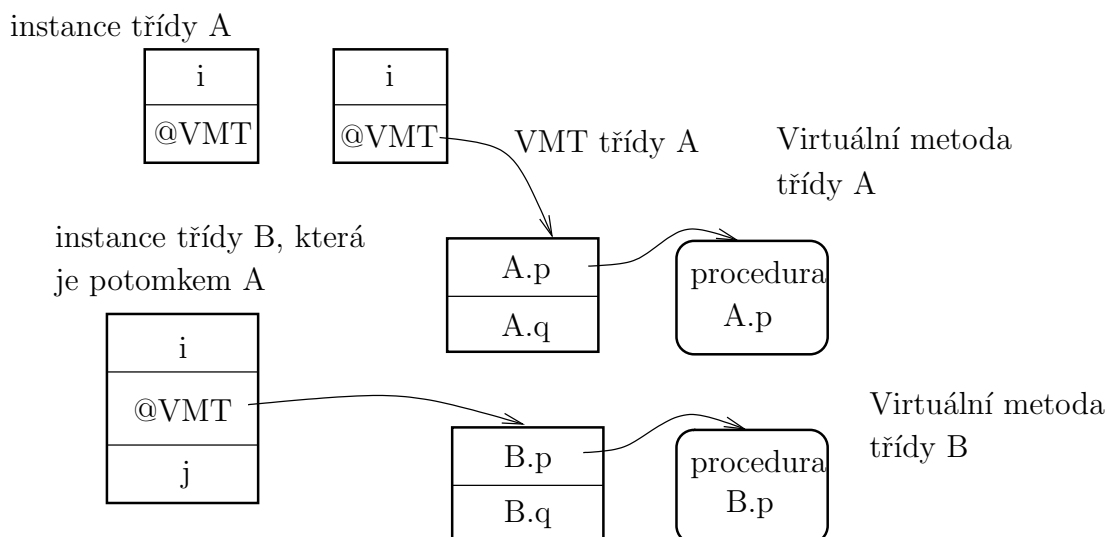 instance třídy A
i
@VMT
i
@VMT
VMT třídy A
Virtuální metoda
třídy A
instance třídy B, která
je potomkem A
A.p
A.q
procedura
A.p
i
@VMT
j
B.p
B.q
procedura
B.p
Virtuální metoda
třídy B